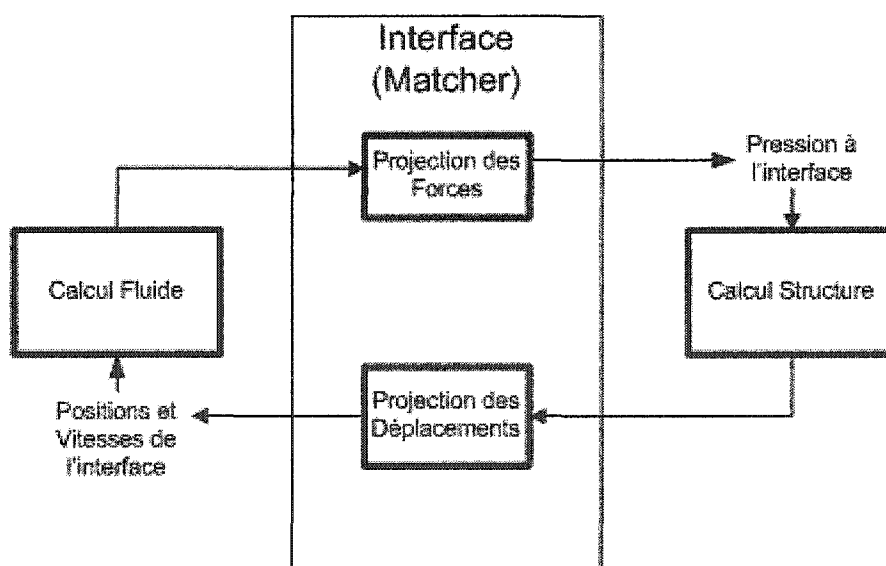 Interface
(Matcher)
Projection des
Forces
Pression à
l'interface
Calcul Fluide
Calcul Structure
Projection des
Déplacements
Positions et
Vitesses de
l'interface